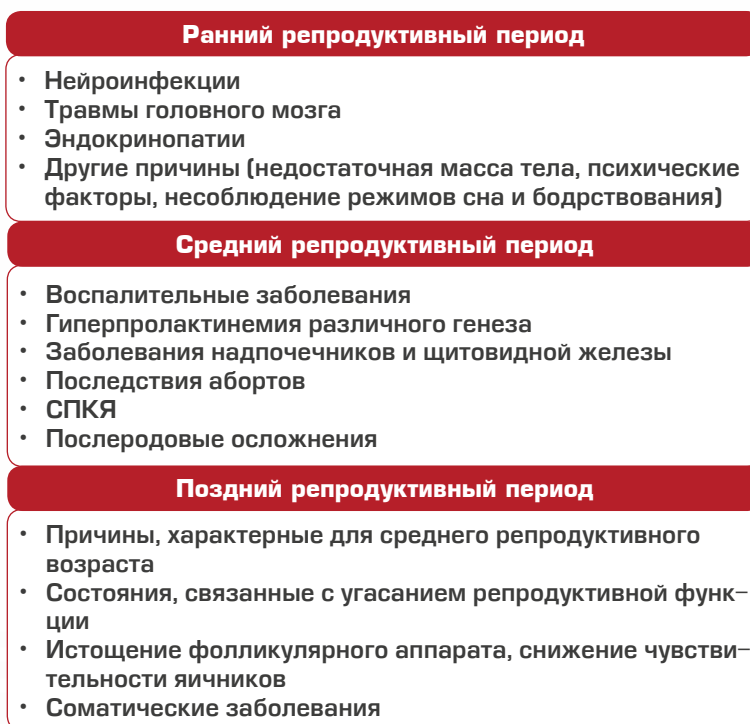 Ранний репродуктивный период
• Нейроинфекции
• Травмы головного мозга
• Эндокринопатии
• Другие причины (недостаточная масса тела, психические
факторы, несоблюдение режимов сна и бодрствования)
Средний репродуктивный период
• Воспалительные заболевания
• Гиперпролактинемия различного генеза
• Заболевания надпочечников и щитовидной железы
• Последствия абортов
• СПКЯ
• Послеродовые осложнения
Поздний репродуктивный период
• Причины, характерные для среднего репродуктивного
возраста
• Состояния, связанные с угасанием репродуктивной функ–
ции
• Истощение фолликулярного аппарата, снижение чувстви–
тельности яичников
• Соматические заболевания